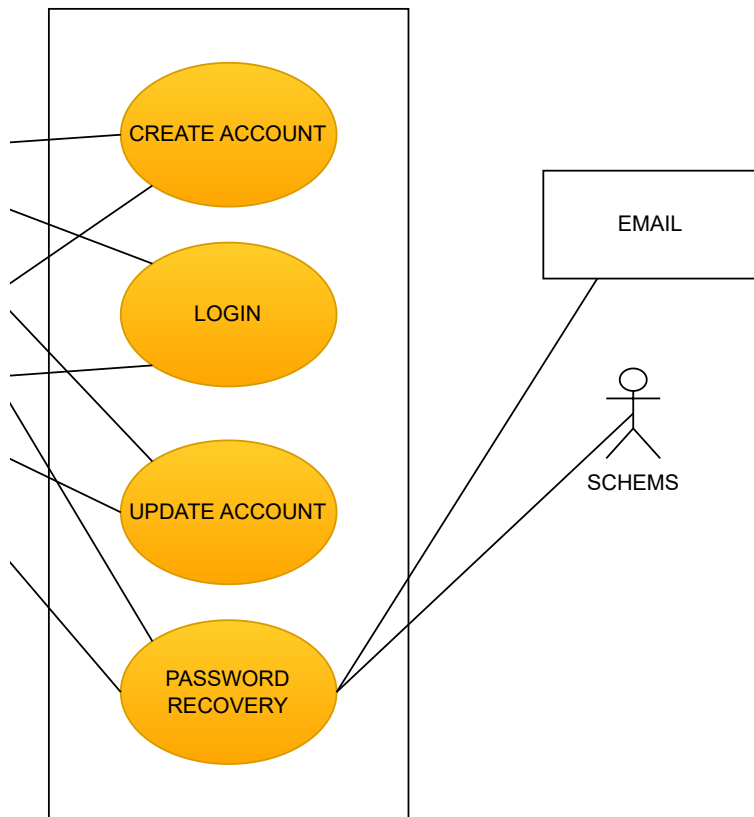 CREATE ACCOUNT
LOGIN
UPDATE ACCOUNT
PASSWORD
RECOVERY
EMAIL
SCHEMS